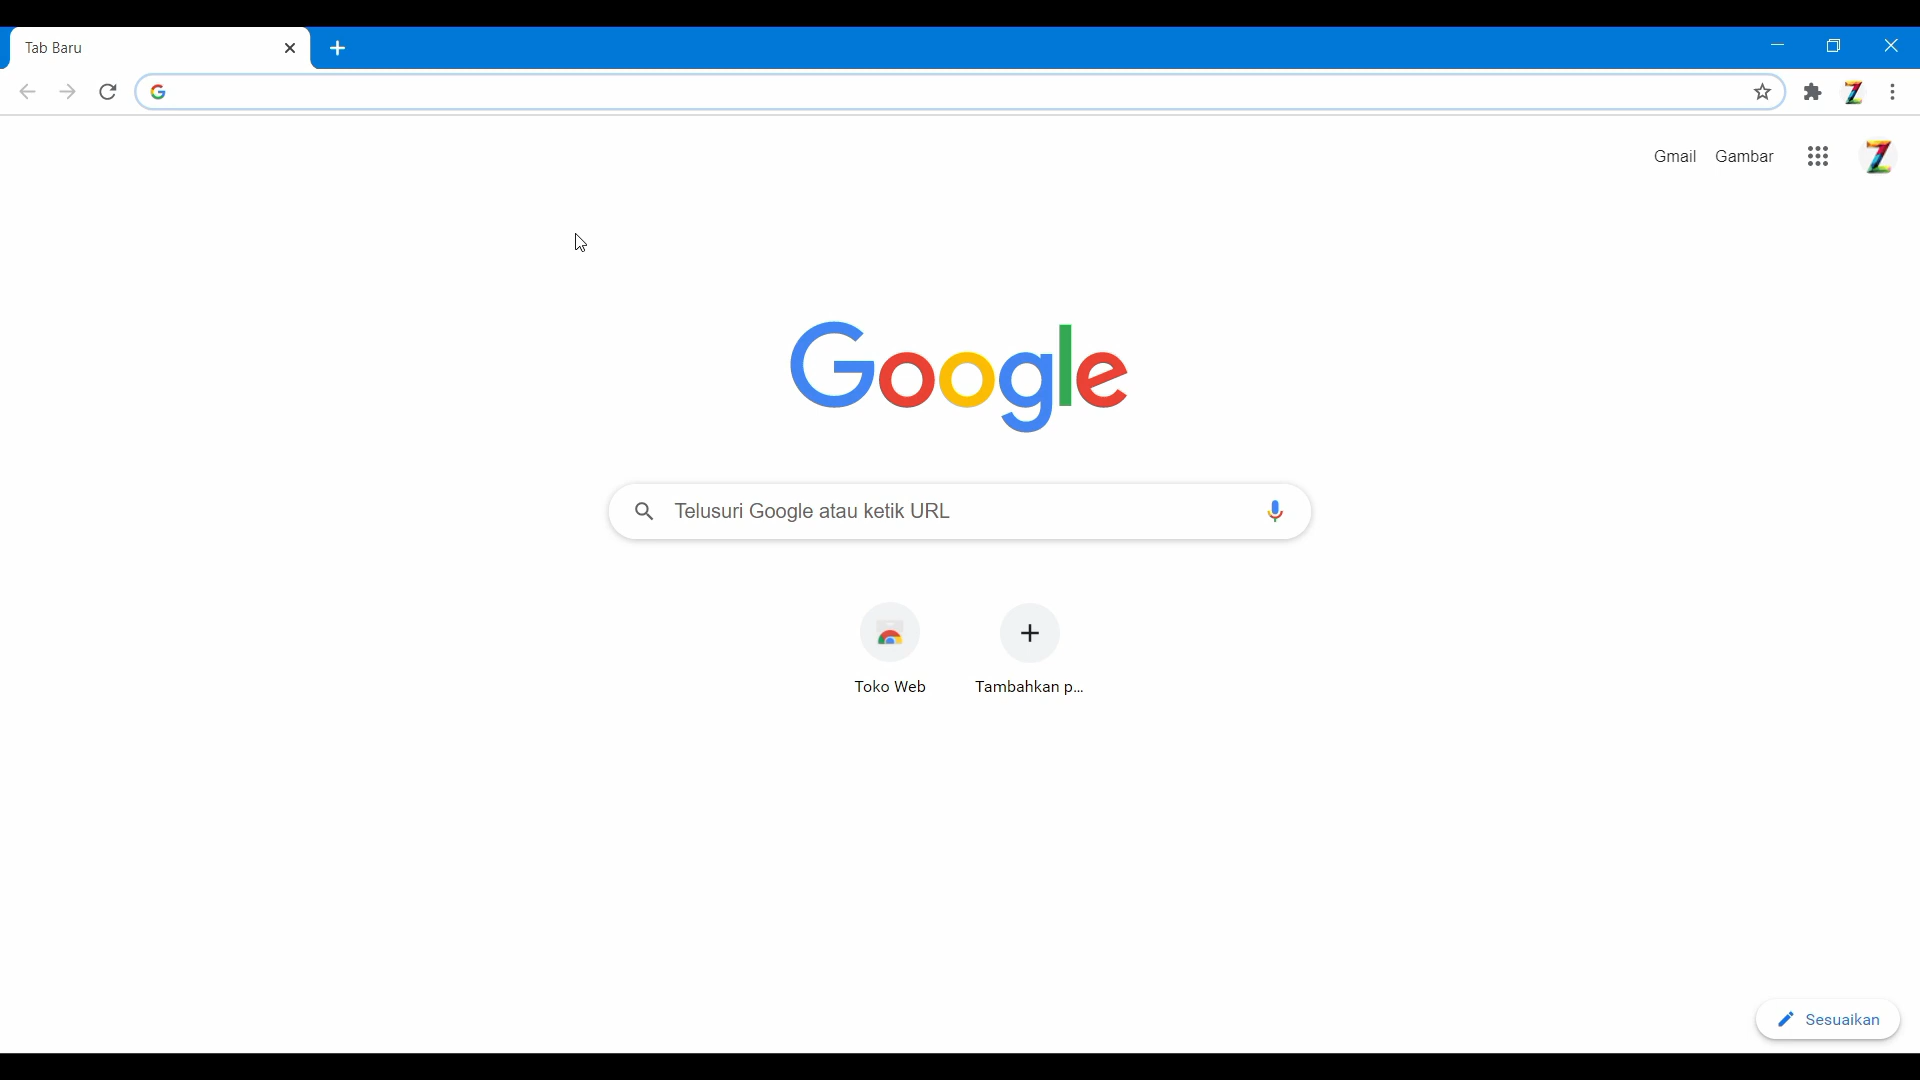 Tab Baru
Gmail Gambar
Google
Telusuri Google atau ketik URL
Toko Web
Tambahkan p...
Sesuaikan